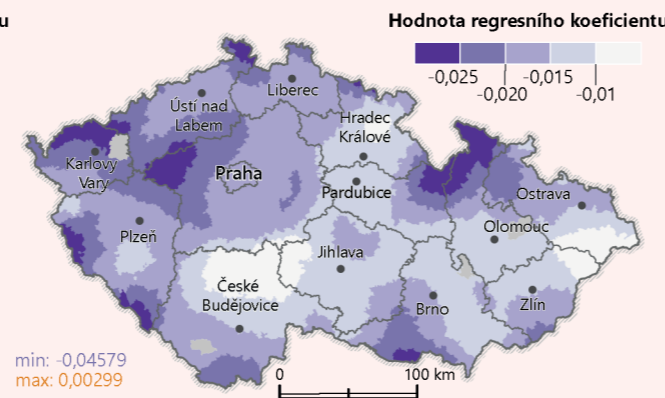 u
Hodnota regresního koeficientu
-0,025
-0,015
-0,020
-0,01
Liberec
Ústí nad
Labem
Hradec
Králové
Karlovy
Vary
Praha
Pardubice
Ostrava
Plzeň
Olomouc
Jihlava
České
Budějovice
Brno
Zlín
min: -0,04579
max: 0,00299
0
100 km